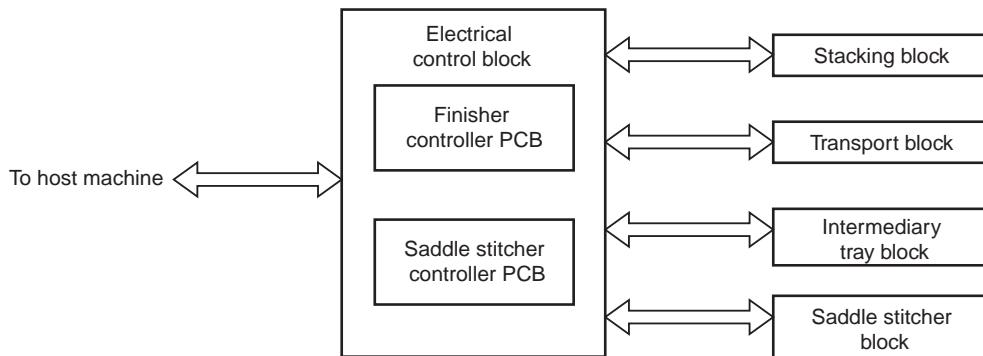 Electrical
control block
Finisher
controller PCB
Saddle stitcher
controller PCB
To host machine
Stacking block
Transport block
Intermediary
tray block
Saddle stitcher
block